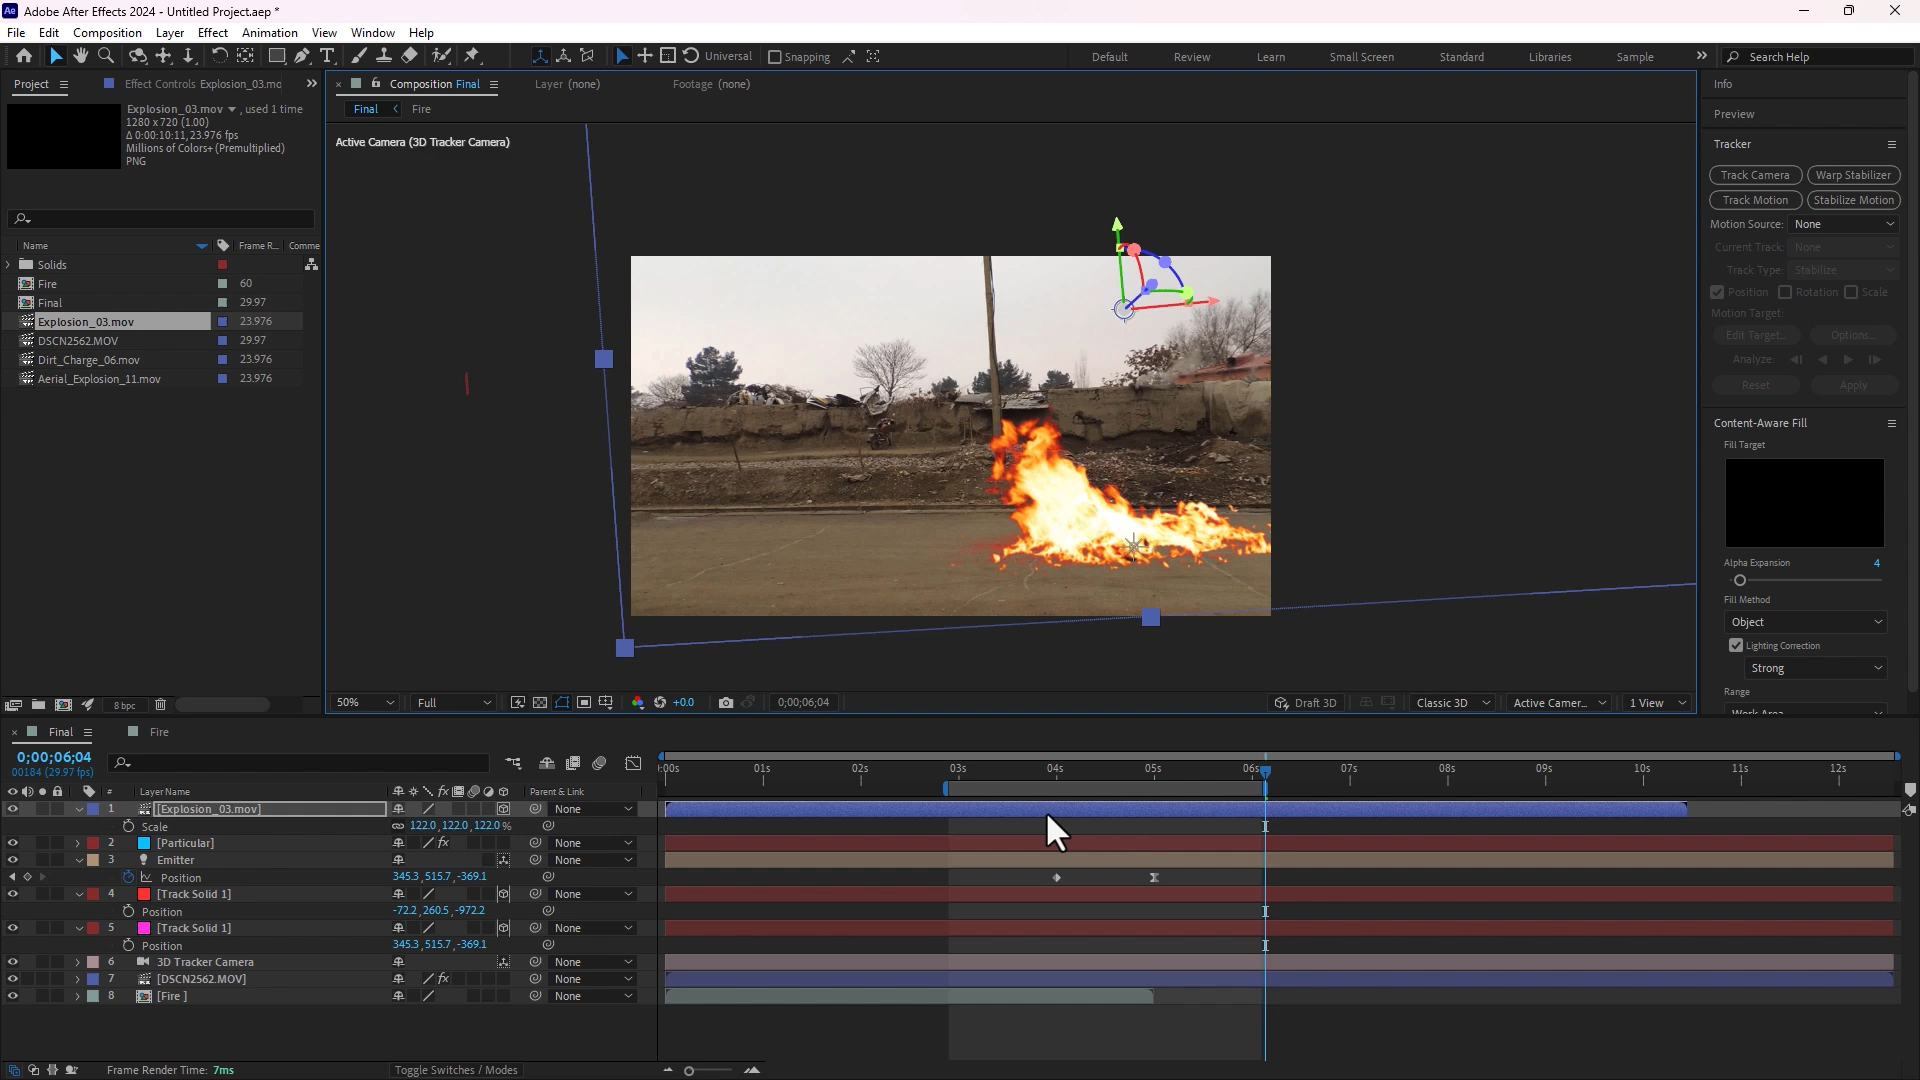 Adobe After Effects 2024 - Untitled Project.aep *
File Edit Composition Layer Effect Animation View Window Help
Universal Snapping Default Review Learn Small Screen Standard Libraries Sample Search Help
Project Effect Controls Explosion_03.mo
Explosion_03.mov , used 1 time
1280 x 720 (1.00)
Δ 0:00:10:11, 23.976 fps
Millions of Colors+ (Premultiplied)
PNG
Name Frame R... Comme
Solids
Fire 60
Final 29.97
Explosion_03.mov 23.976
DSCN2562.MOV 29.97
Dirt_Charge_06.mov 23.976
Aerial_Explosion_11.mov 23.976
8 bpc
Composition Final Layer (none) Footage (none)
Final Fire
Active Camera (3D Tracker Camera)
50% Full +0.0 0;00;06;04 Draft 3D Classic 3D Active Camer... 1 View
Info
Preview
Tracker
Track Camera Warp Stabilizer
Track Motion Stabilize Motion
Motion Source: None
Current Track: None
Track Type: Stabilize
Position Rotation Scale
Motion Target:
Edit Target... Options...
Analyze:
Reset Apply
Content-Aware Fill
Fill Target
Alpha Expansion 4
Fill Method
Object
Lighting Correction
Strong
Range
Work Area
Final Fire
0;00;06;04
00184 (29.97 fps)
:00s 01s 02s 03s 04s 05s 06s 07s 08s 09s 10s 11s 12s
# Layer Name Parent & Link
1 [Explosion_03.mov] None
Scale 122.0, 122.0, 122.0 %
2 [Particular] fx None
3 Emitter None
Position 345.3, 515.7, -369.1
4 [Track Solid 1] None
Position -72.2, 260.5, -972.2
5 [Track Solid 1] None
Position 345.3, 515.7, -369.1
6 3D Tracker Camera None
7 [DSCN2562.MOV] fx None
8 [Fire ] None
Frame Render Time: 7ms Toggle Switches / Modes